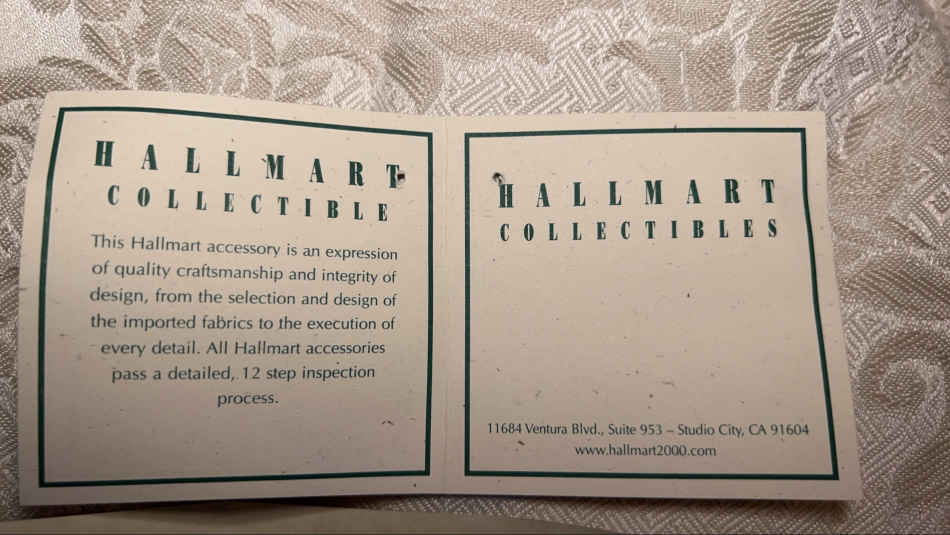 HALLMART
COLLECTIBLE
This Hallmart accessory is an expression
of quality craftsmanship and integrity of
design, from the selection and design of
the imported fabrics to the execution of
every detail. All Hallmart accessories
pass a detailed, 12 step inspection
process.
HALLMART
COLLECTIBLES
11684 Ventura Blvd., Suite 953 – Studio City, CA 91604
www.hallmart2000.com